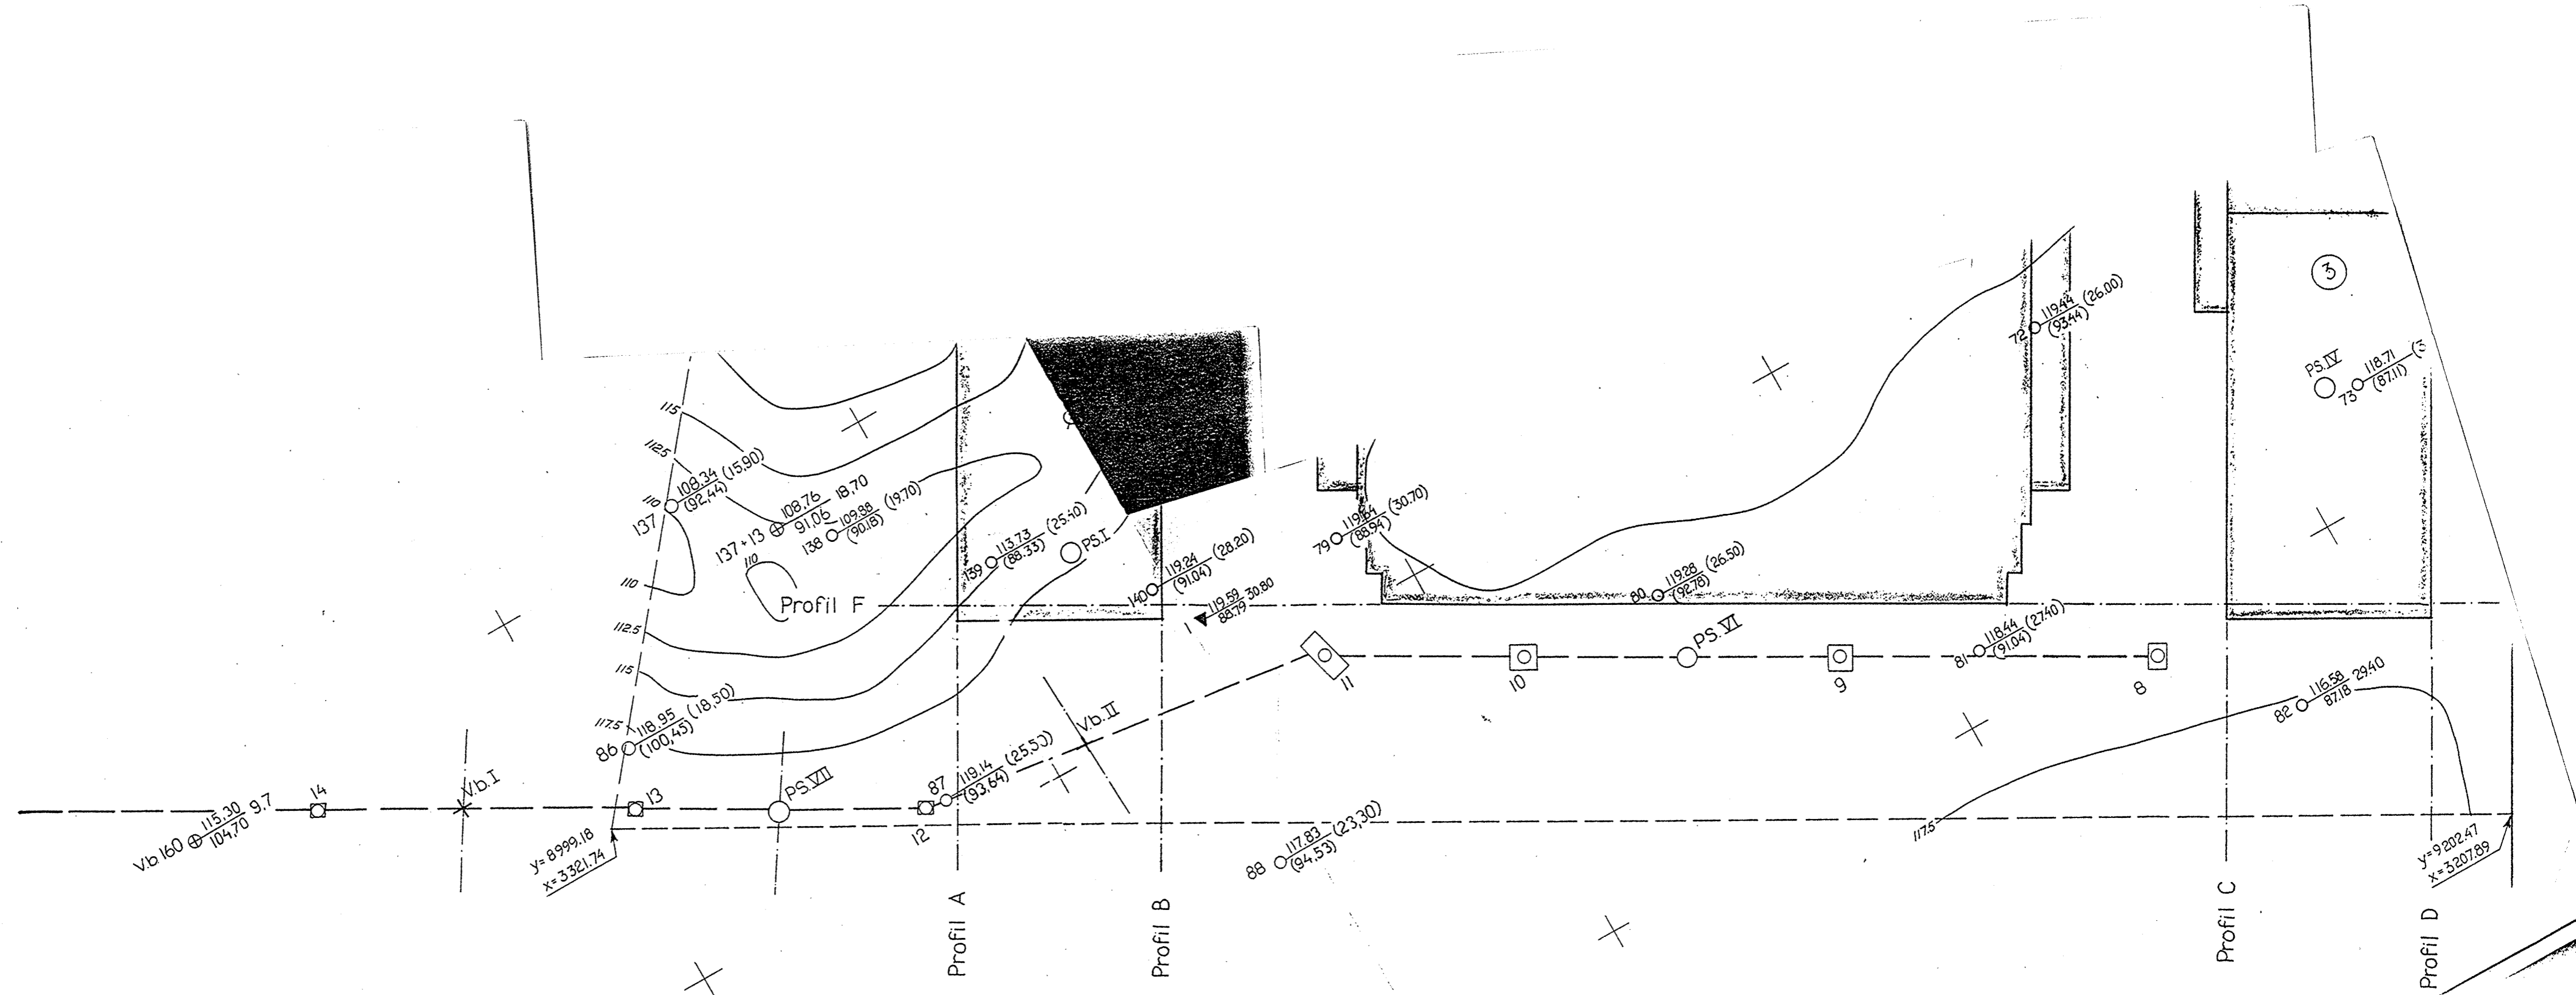 3
72 119.44 (26.00)
(93.44)
PS.IV
73 118.71 (3
(87.11)
115
112.5
110
137 108.34 (15.90)
(92.44)
137+13 108.76 18.70
91.06
138 109.88 (19.70)
(90.18)
110
Profil F
139 113.73 (25.40)
(88.33)
PS.I
140 119.24 (28.20)
(91.04)
1 119.59 30.80
88.79
79 119.64 (30.70)
(88.94)
80 119.28 (26.50)
(92.78)
81 118.44 (27.40)
(91.04)
PS.VI
11
10
9
8
82 116.58 29.40
87.18
110
112.5
115
117.5
86 118.95 (18,50)
(100,45)
V.b. 160 115.30 9.7
104.70
14
V.b. I
13
PS.VII
12
87 119.14 (25,50)
(93,64)
V.b. II
88 117.83 (23,30)
(94,53)
117.5
y=8999.18
x=3321.74
y=9202.47
x=3207.89
Profil A
Profil B
Profil C
Profil D